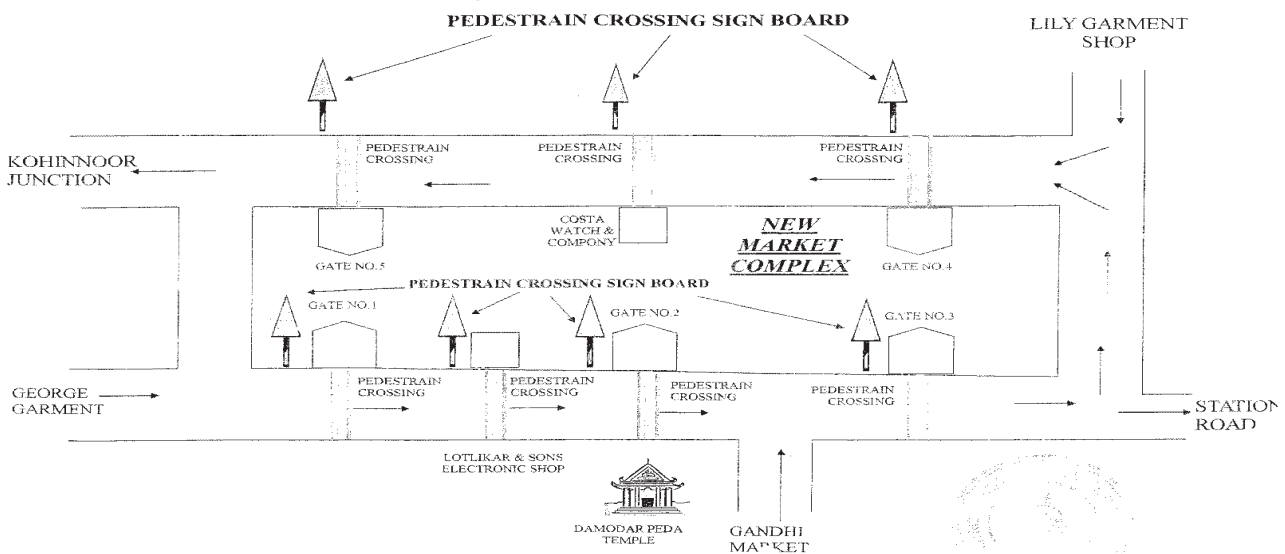 PEDESTRAIN CROSSING SIGN BOARD
LILY GARMENT
SHOP
PEDESTRAIN
CROSSING
PEDESTRAIN
CROSSING
PEDESTRAIN
CROSSING
KOHINNOOR
JUNCTION
COSTA
WATCH &
COMPONY
NEW
MARKET
COMPLEX
GATE NO.5
GATE NO.4
PEDESTRAIN CROSSING SIGN BOARD
GATE NO.1
GATE NO.2
GATE NO.3
PEDESTRAIN
CROSSING
PEDESTRAIN
CROSSING
PEDESTRAIN
CROSSING
PEDESTRAIN
CROSSING
GEORGE
GARMENT
STATION
ROAD
LOTLIKAR & SONS
ELECTRONIC SHOP
DAMODAR PEDA
TEMPLE
GANDHI
MARKET